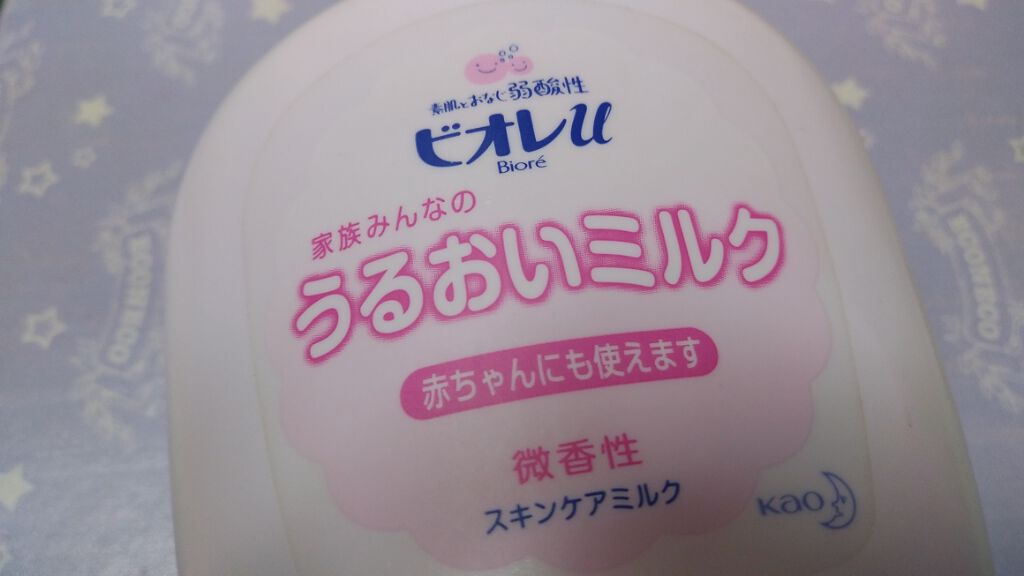 素肌とおなじ弱酸性
ビオレu
Bioré
家族みんなの
うるおいミルク
赤ちゃんにも使えます
微香性
スキンケアミルク
Kao